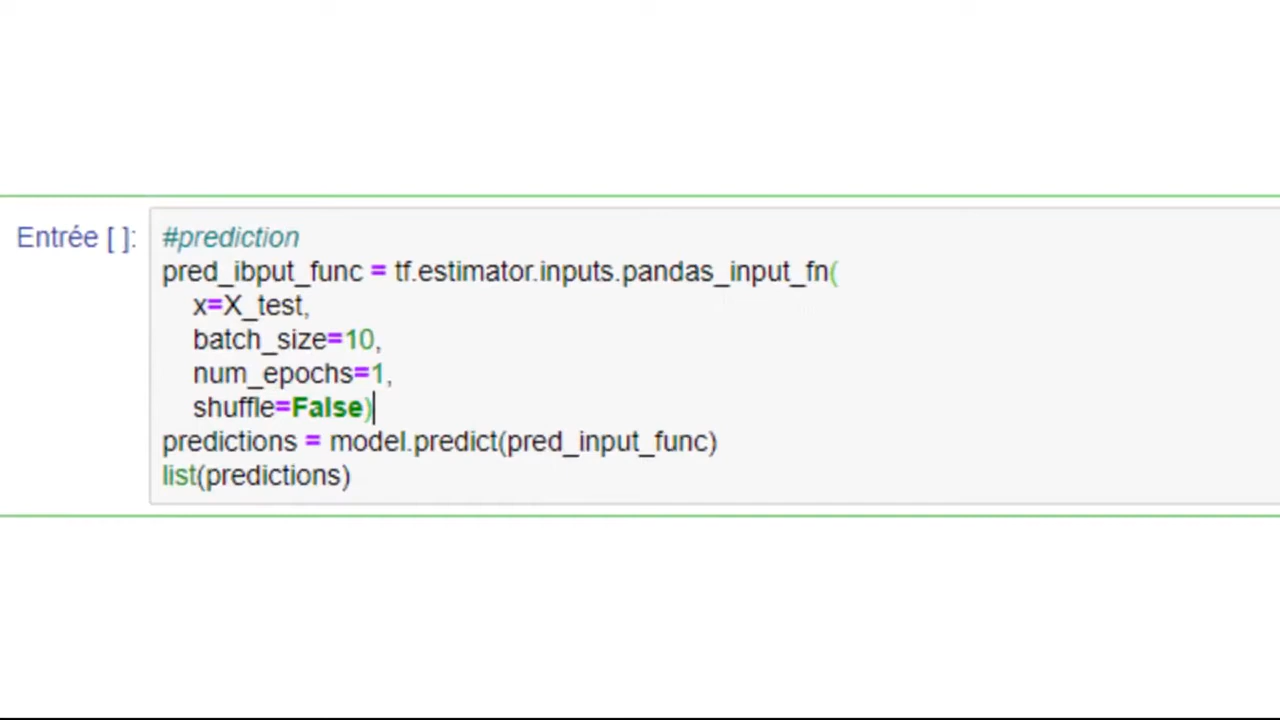 Entrée [ ]:
#prediction
pred_ibput_func = tf.estimator.inputs.pandas_input_fn(
x=X_test,
batch_size=10,
num_epochs=1,
shuffle=False)
predictions = model.predict(pred_input_func)
list(predictions)